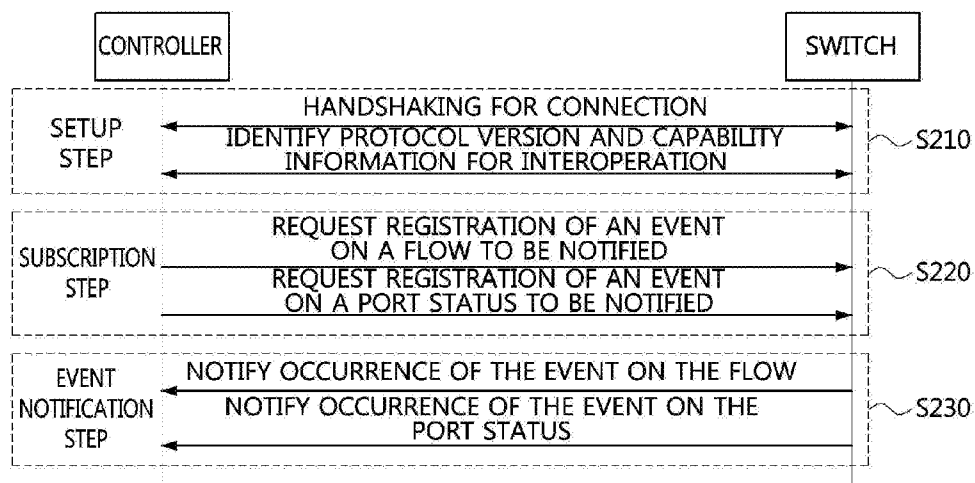 CONTROLLER
SWITCH
SETUP
STEP
HANDSHAKING FOR CONNECTION
IDENTIFY PROTOCOL VERSION AND CAPABILITY
INFORMATION FOR INTEROPERATION
S210
SUBSCRIPTION
STEP
REQUEST REGISTRATION OF AN EVENT
ON A FLOW TO BE NOTIFIED
REQUEST REGISTRATION OF AN EVENT
ON A PORT STATUS TO BE NOTIFIED
S220
EVENT
NOTIFICATION
STEP
NOTIFY OCCURRENCE OF THE EVENT ON THE FLOW
NOTIFY OCCURRENCE OF THE EVENT ON THE
PORT STATUS
S230